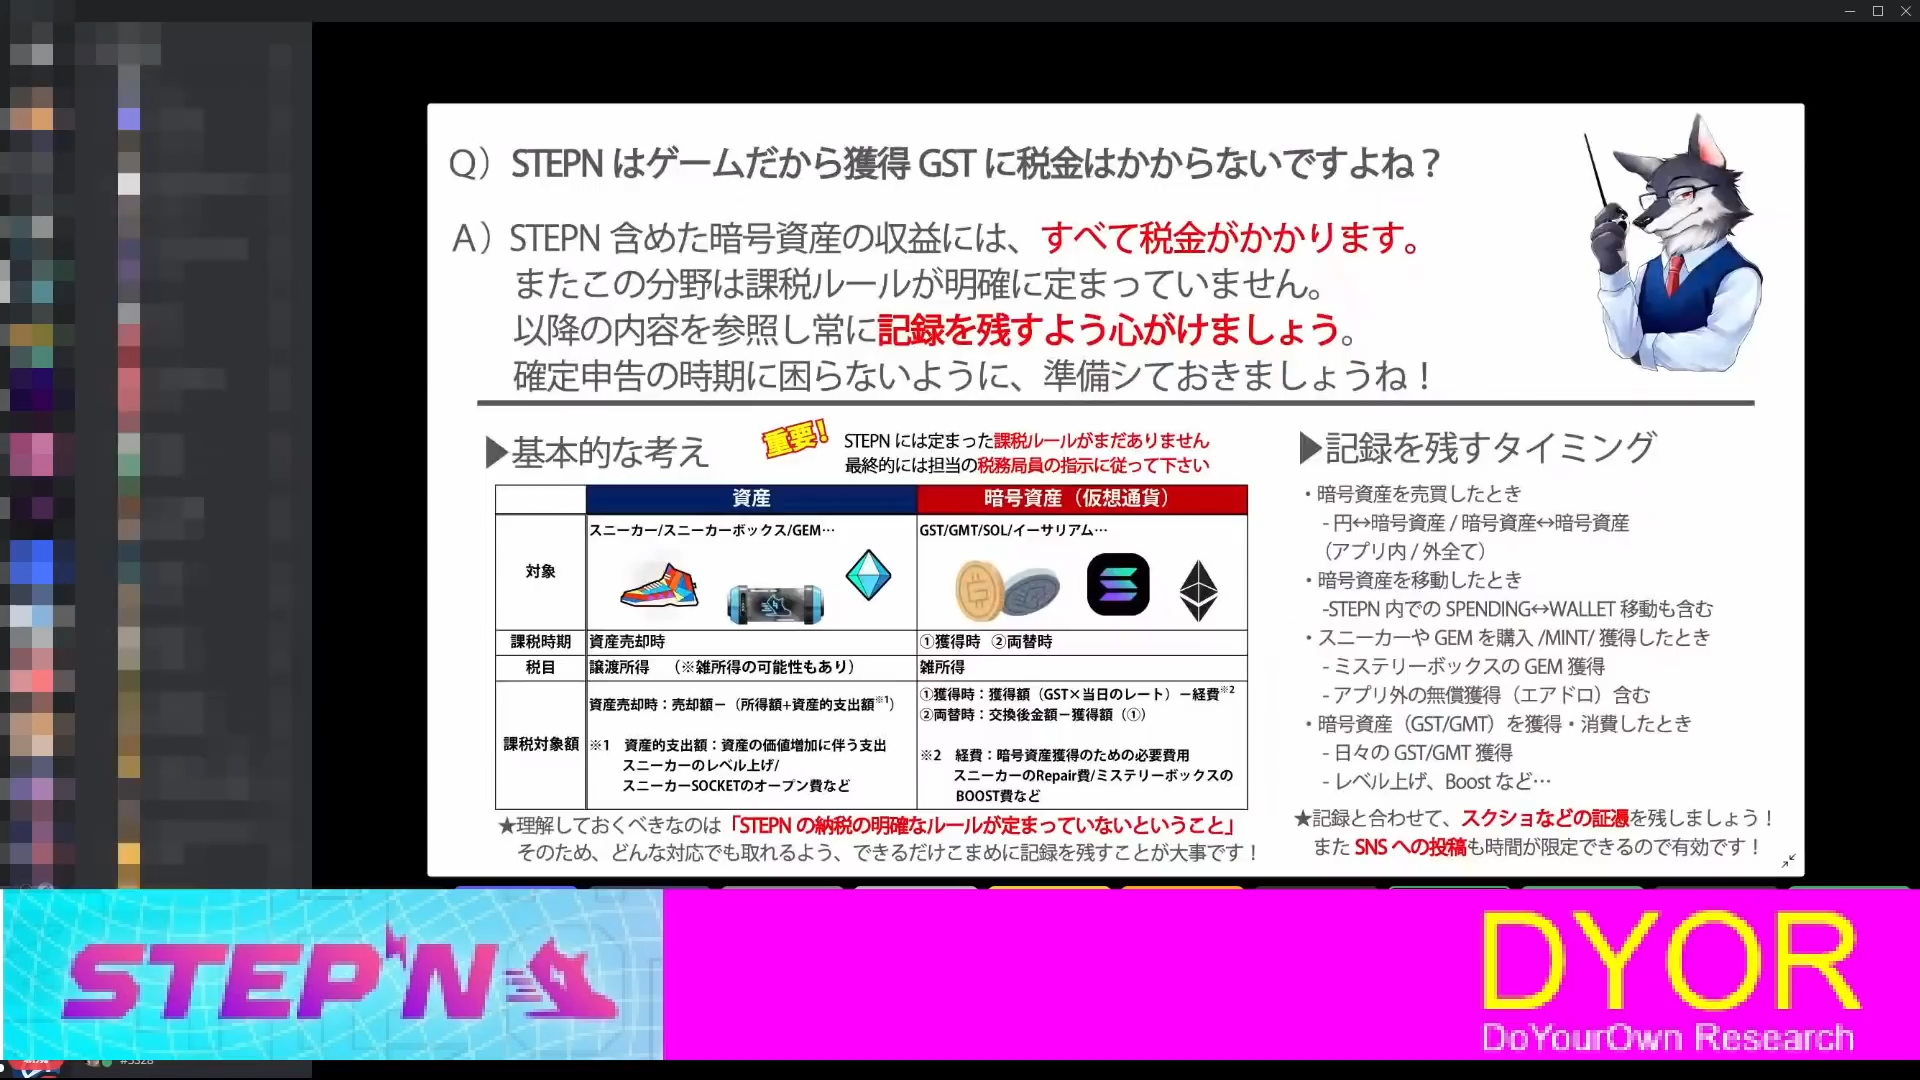 Q）STEPN はゲームだから獲得 GST に税金はかからないですよね？
A）STEPN 含めた暗号資産の収益には、すべて税金がかかります。
またこの分野は課税ルールが明確に定まっていません。
以降の内容を参照し常に記録を残すよう心がけましょう。
確定申告の時期に困らないように、準備シておきましょうね！
▶基本的な考え
重要！
STEPN には定まった課税ルールがまだありません
最終的には担当の税務局員の指示に従って下さい
資産
暗号資産（仮想通貨）
対象
スニーカー/スニーカーボックス/GEM…
GST/GMT/SOL/イーサリアム…
課税時期
資産売却時
①獲得時 ②両替時
税目
譲渡所得 （※雑所得の可能性もあり）
雑所得
課税対象額
資産売却時：売却額－（所得額+資産的支出額※1）
※1 資産的支出額：資産の価値増加に伴う支出
スニーカーのレベル上げ/
スニーカーSOCKETのオープン費など
①獲得時：獲得額（GST×当日のレート）－経費※2
②両替時：交換後金額－獲得額（①）
※2 経費：暗号資産獲得のための必要費用
スニーカーのRepair費/ミステリーボックスの
BOOST費など
★理解しておくべきなのは「STEPN の納税の明確なルールが定まっていないということ」
そのため、どんな対応でも取れるよう、できるだけこまめに記録を残すことが大事です！
▶記録を残すタイミング
・暗号資産を売買したとき
- 円↔暗号資産 / 暗号資産↔暗号資産
（アプリ内 / 外全て）
・暗号資産を移動したとき
-STEPN 内での SPENDING↔WALLET 移動も含む
・スニーカーや GEM を購入 /MINT/ 獲得したとき
- ミステリーボックスの GEM 獲得
- アプリ外の無償獲得（エアドロ）含む
・暗号資産（GST/GMT）を獲得・消費したとき
- 日々の GST/GMT 獲得
- レベル上げ、Boost など…
★記録と合わせて、スクショなどの証憑を残しましょう！
また SNS への投稿も時間が限定できるので有効です！
STEP'N
DYOR
DoYourOwn Research